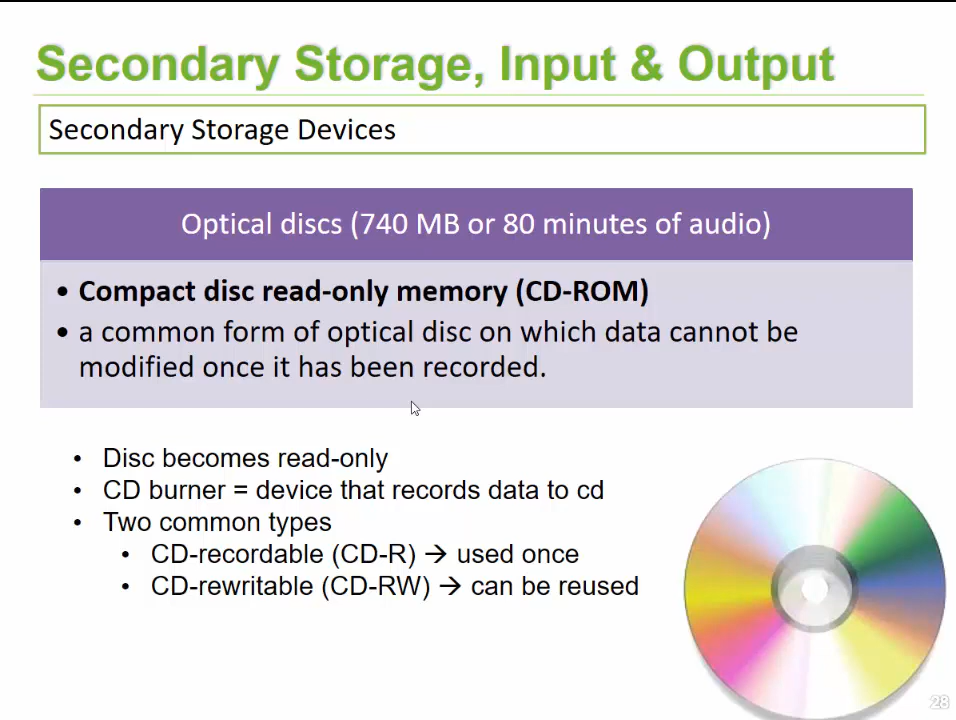 Secondary Storage, Input & Output
Secondary Storage Devices
Optical discs (740 MB or 80 minutes of audio)
• Compact disc read-only memory (CD-ROM)
• a common form of optical disc on which data cannot be
modified once it has been recorded.
• Disc becomes read-only
• CD burner = device that records data to cd
• Two common types
• CD-recordable (CD-R) → used once
• CD-rewritable (CD-RW) → can be reused
28